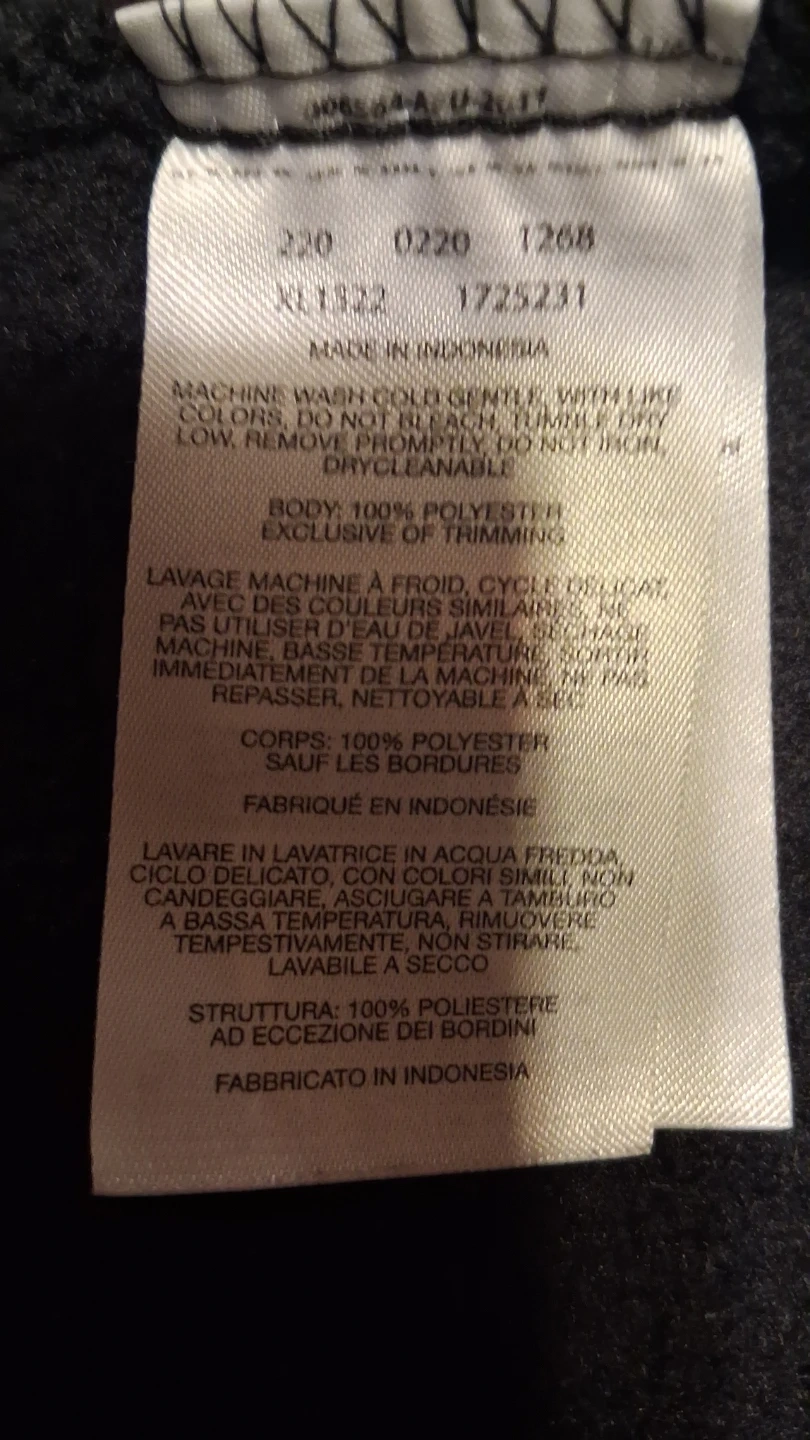 220 0220 1268
XL1322 1725231
MADE IN INDONESIA
MACHINE WASH COLD GENTLE, WITH LIKE
COLORS, DO NOT BLEACH, TUMBLE DRY
LOW. REMOVE PROMPTLY, DO NOT IRON,
DRYCLEANABLE
BODY: 100% POLYESTER
EXCLUSIVE OF TRIMMING
LAVAGE MACHINE À FROID, CYCLE DELICAT,
AVEC DES COULEURS SIMILAIRES, NE
PAS UTILISER D'EAU DE JAVEL, SÉCHAGE
MACHINE, BASSE TEMPÉRATURE, SORTIR
IMMÉDIATEMENT DE LA MACHINE, NE PAS
REPASSER, NETTOYABLE À SEC
CORPS: 100% POLYESTER
SAUF LES BORDURES
FABRIQUÉ EN INDONÉSIE
LAVARE IN LAVATRICE IN ACQUA FREDDA,
CICLO DELICATO, CON COLORI SIMILI, NON
CANDEGGIARE, ASCIUGARE A TAMBURO
A BASSA TEMPERATURA, RIMUOVERE
TEMPESTIVAMENTE, NON STIRARE,
LAVABILE A SECCO
STRUTTURA: 100% POLIESTERE
AD ECCEZIONE DEI BORDINI
FABBRICATO IN INDONESIA